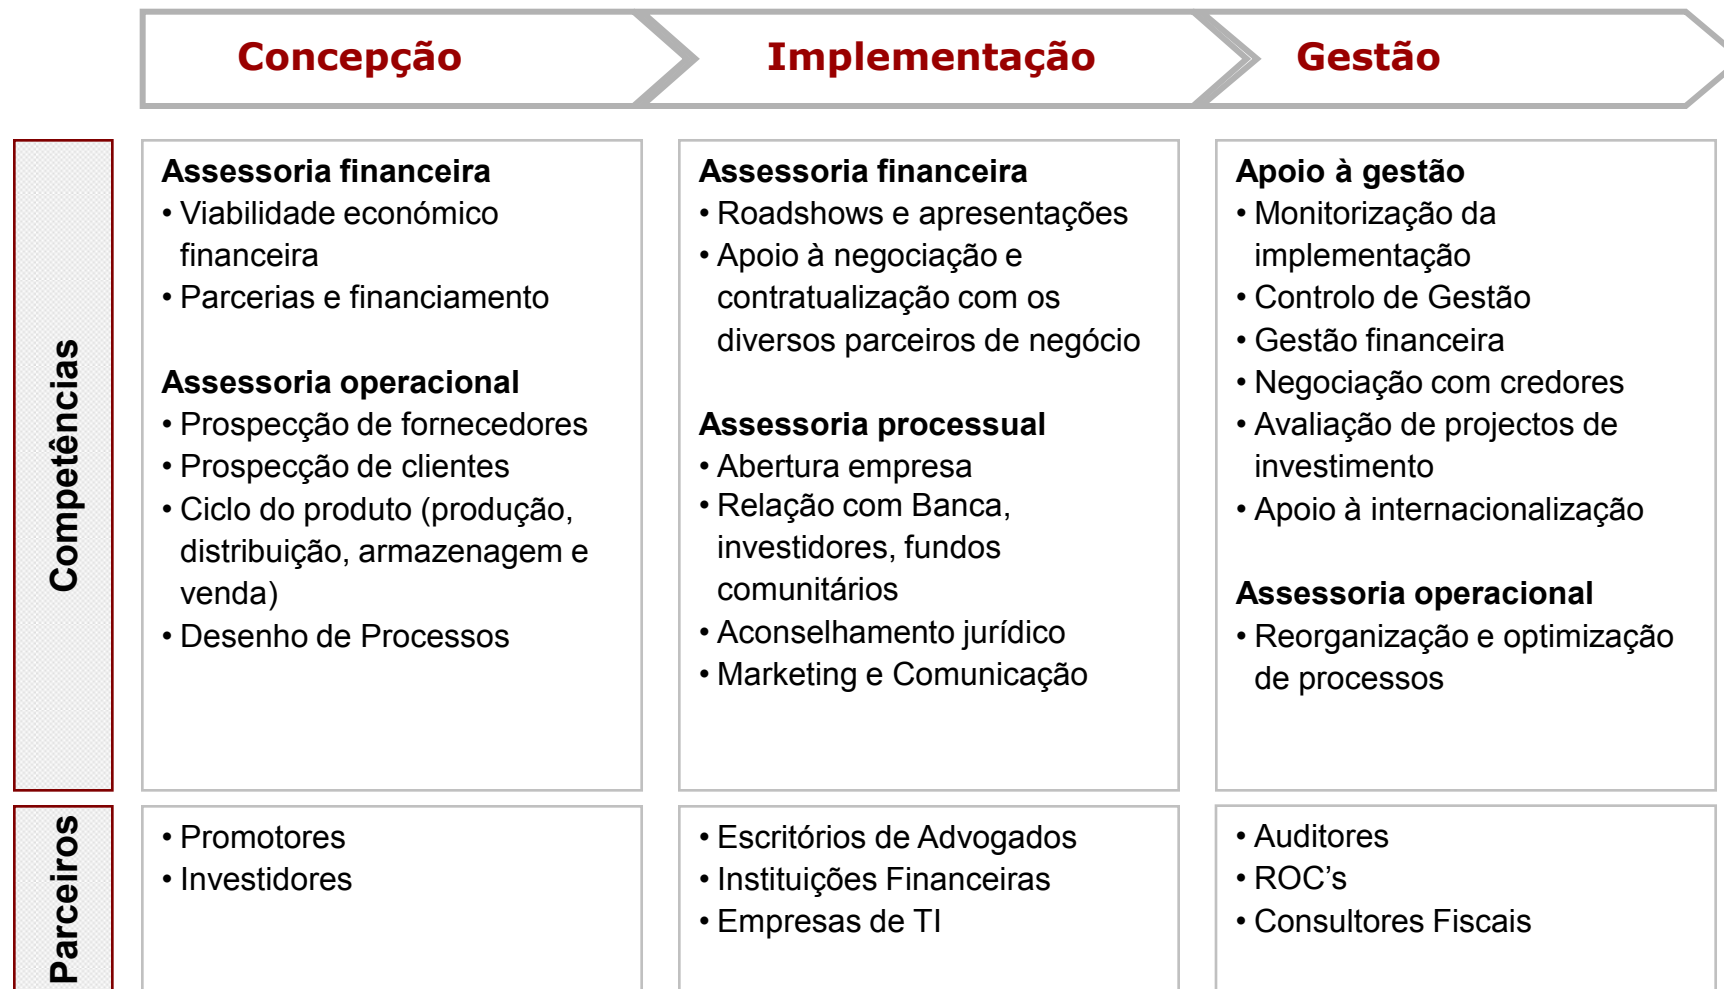 Concepção
Implementação
Gestão
Competências
Assessoria financeira
• Viabilidade económico
financeira
• Parcerias e financiamento
Assessoria operacional
• Prospecção de fornecedores
• Prospecção de clientes
• Ciclo do produto (produção,
distribuição, armazenagem e
venda)
• Desenho de Processos
Assessoria financeira
• Roadshows e apresentações
• Apoio à negociação e
contratualização com os
diversos parceiros de negócio
Assessoria processual
• Abertura empresa
• Relação com Banca,
investidores, fundos
comunitários
• Aconselhamento jurídico
• Marketing e Comunicação
Apoio à gestão
• Monitorização da
implementação
• Controlo de Gestão
• Gestão financeira
• Negociação com credores
• Avaliação de projectos de
investimento
• Apoio à internacionalização
Assessoria operacional
• Reorganização e optimização
de processos
Parceiros
• Promotores
• Investidores
• Escritórios de Advogados
• Instituições Financeiras
• Empresas de TI
• Auditores
• ROC’s
• Consultores Fiscais